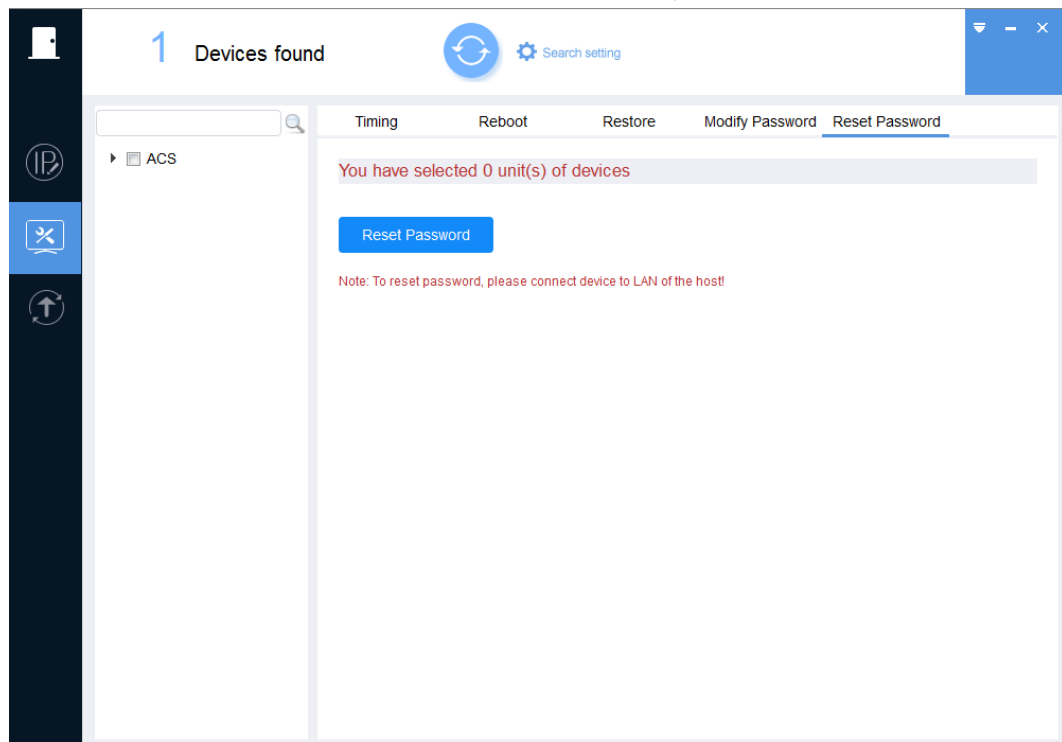 1 Devices found
Search setting
Timing Reboot Restore Modify Password Reset Password
IP
ACS
You have selected 0 unit(s) of devices
Reset Password
Note: To reset password, please connect device to LAN of the host!